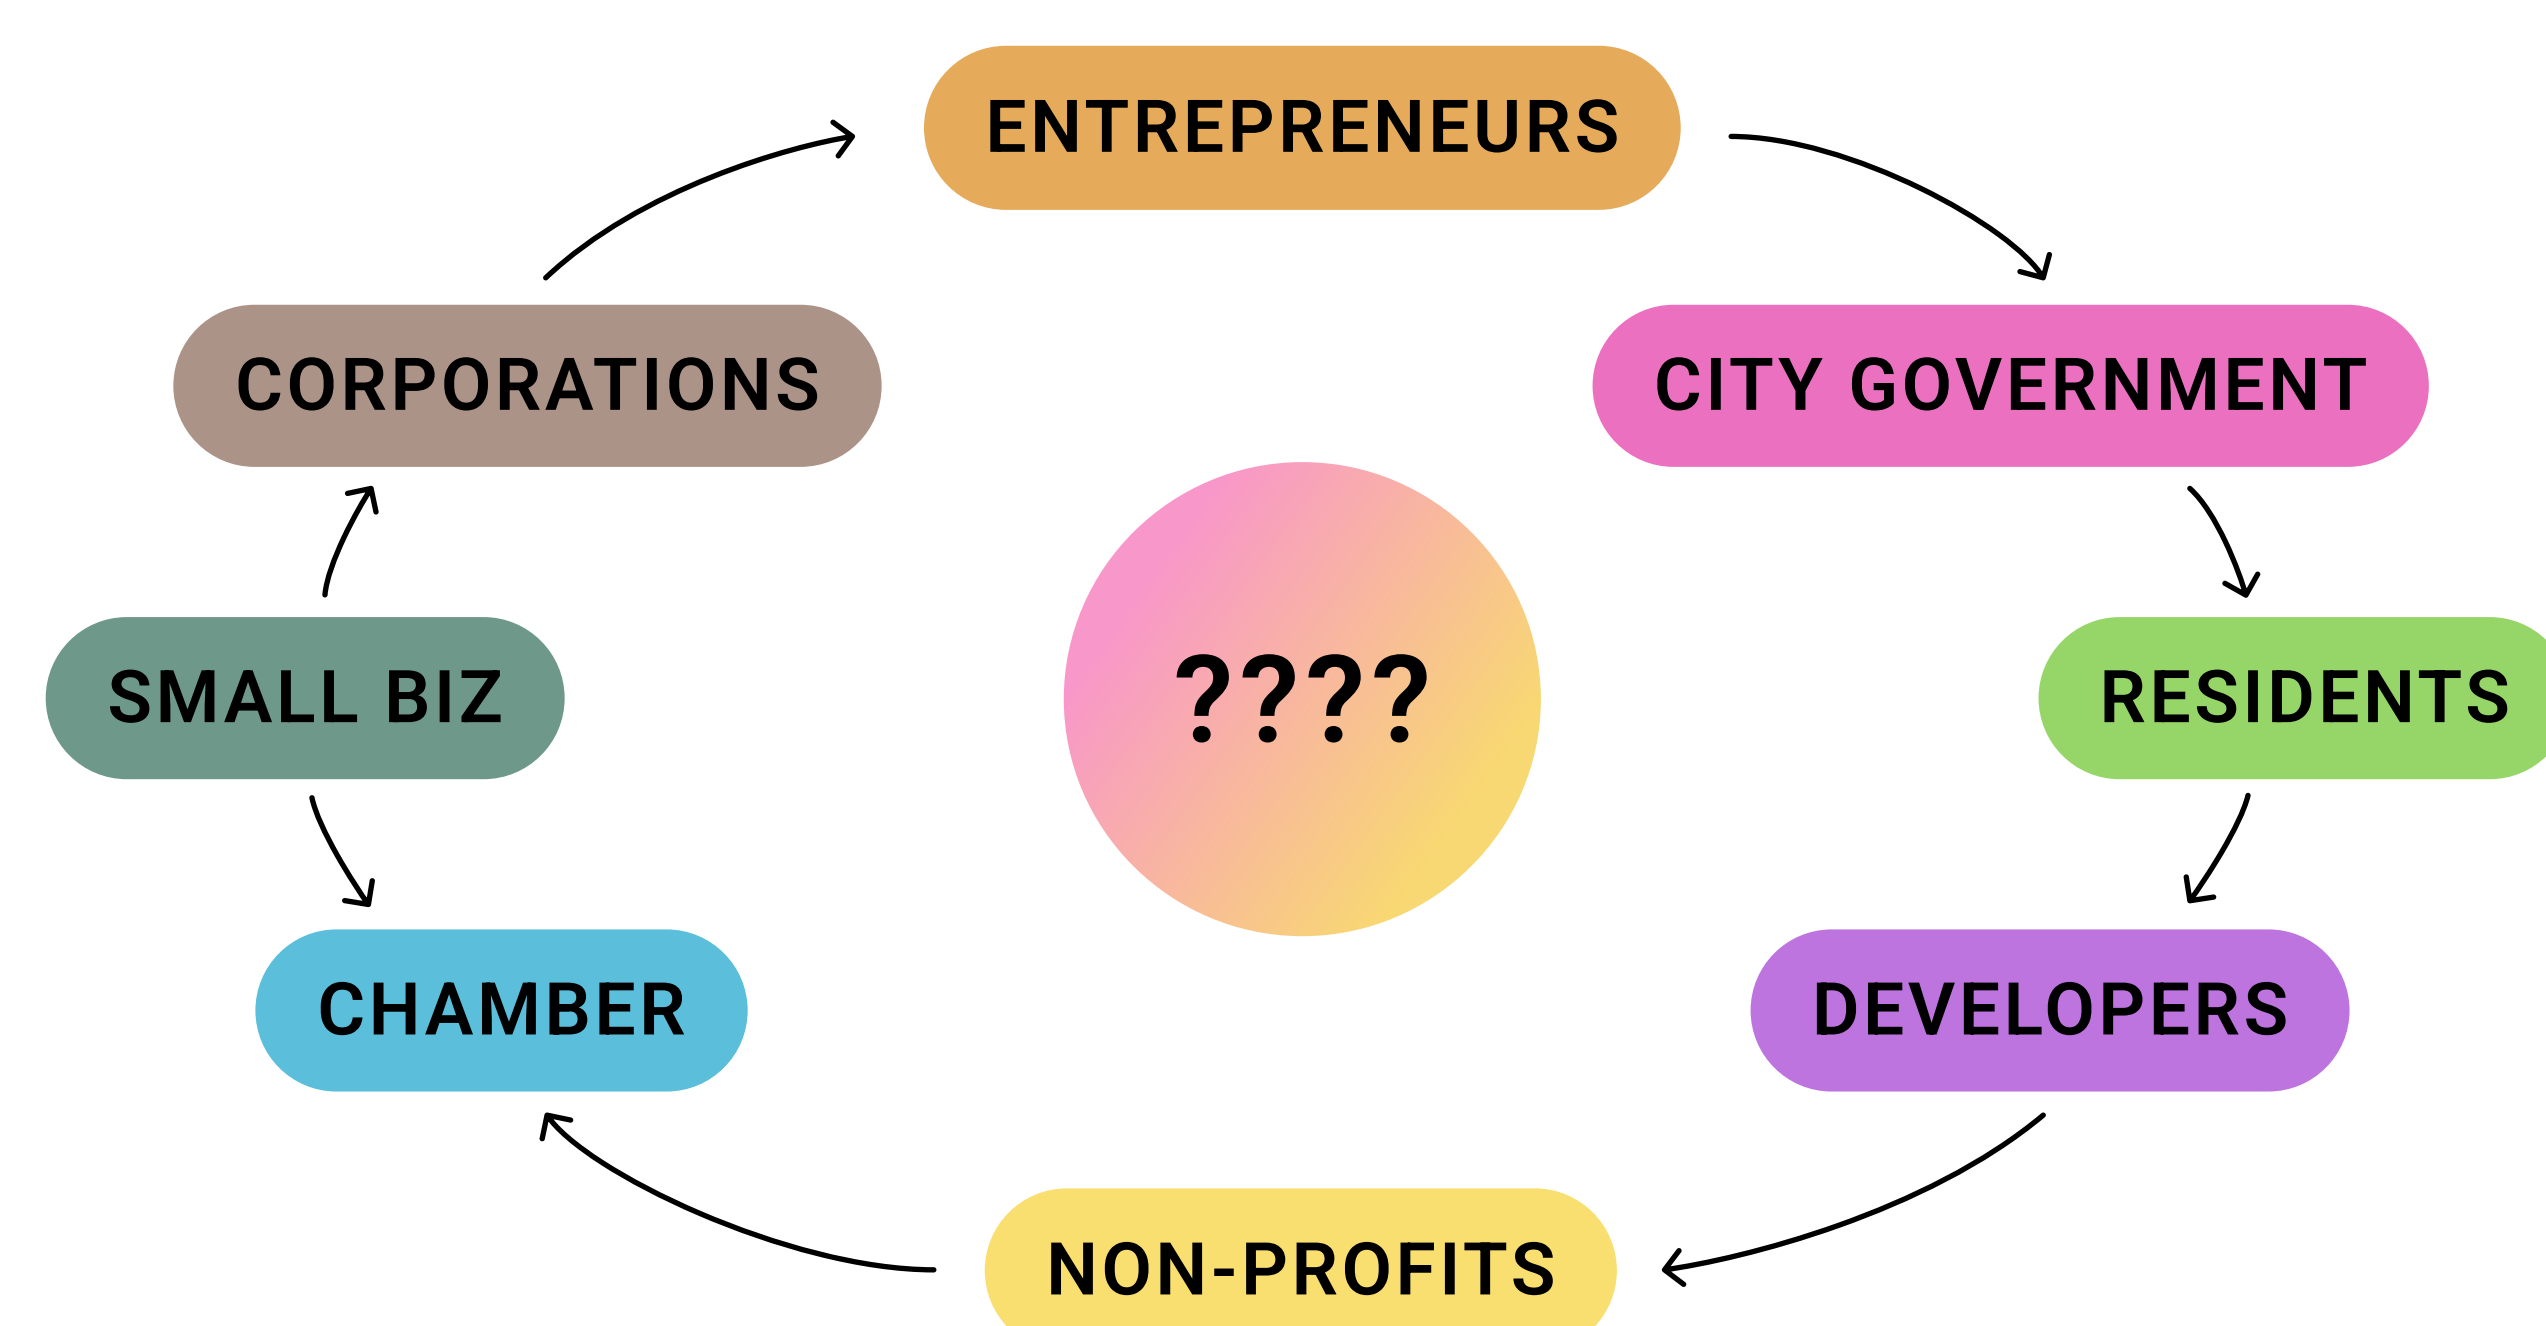 ENTREPRENEURS
CORPORATIONS
CITY GOVERNMENT
????
SMALL BIZ
RESIDENTS
CHAMBER
DEVELOPERS
NON-PROFITS